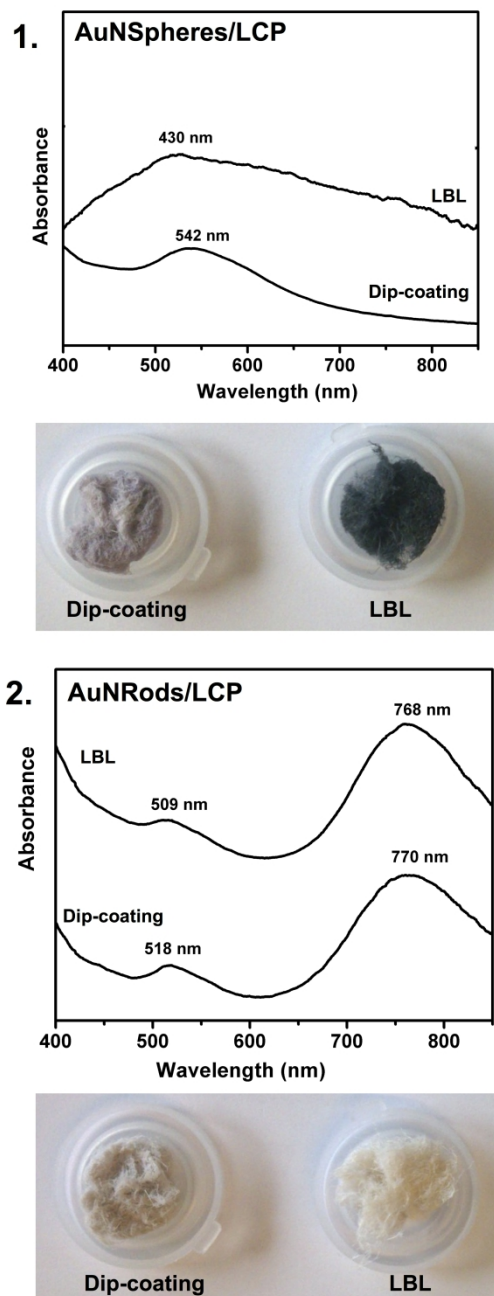 1.
AuNSpheres/LCP
Absorbance
430 nm
LBL
542 nm
Dip-coating
400 500 600 700 800
Wavelength (nm)
Dip-coating LBL
2.
AuNRods/LCP
Absorbance
768 nm
LBL
509 nm
770 nm
Dip-coating
518 nm
400 500 600 700 800
Wavelength (nm)
Dip-coating LBL